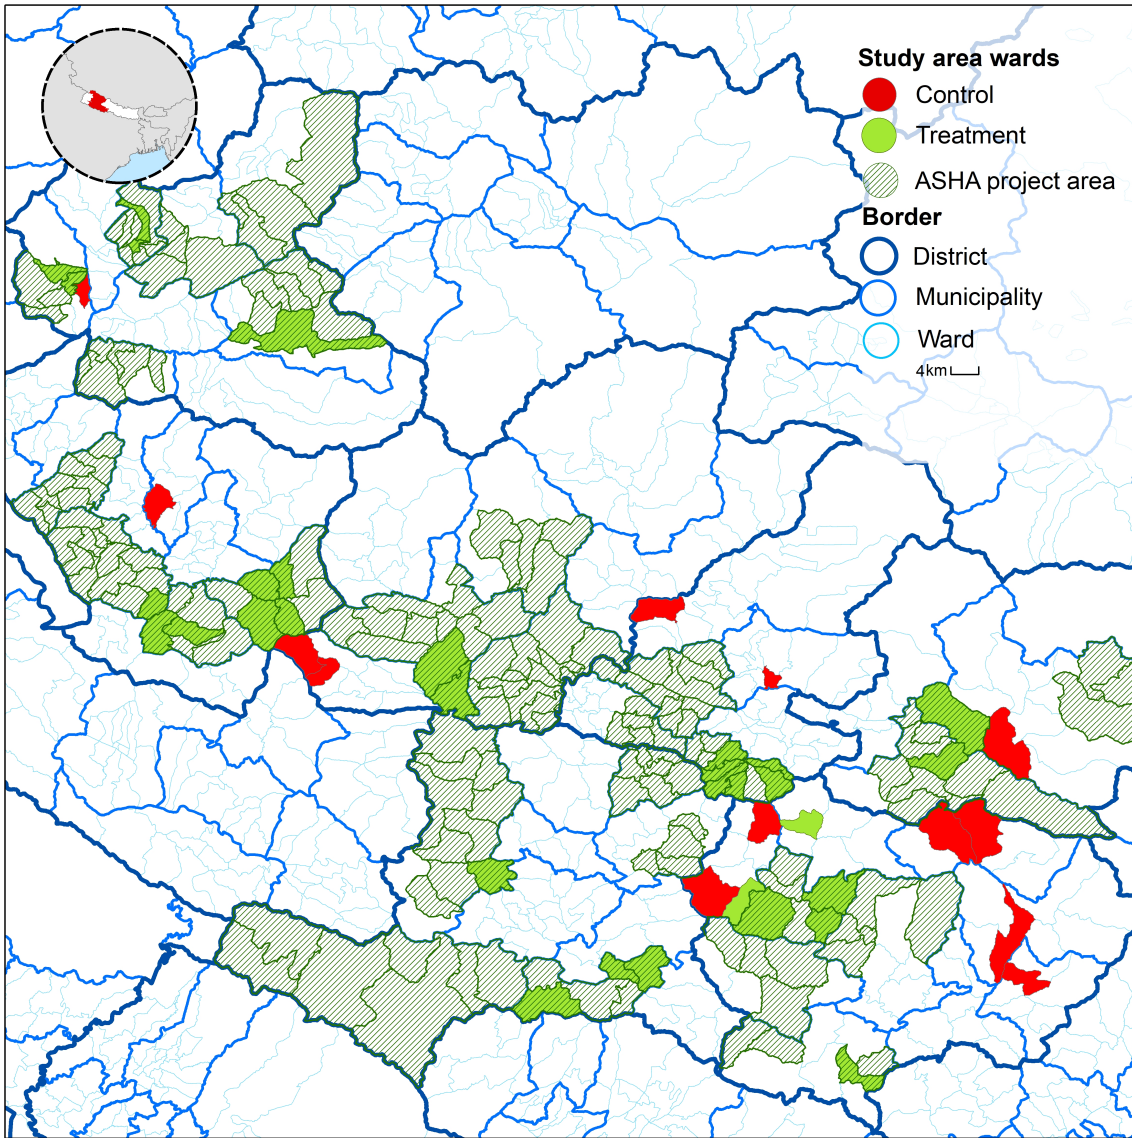 Study area wards
Control
Treatment
ASHA project area
Border
District
Municipality
Ward
4km